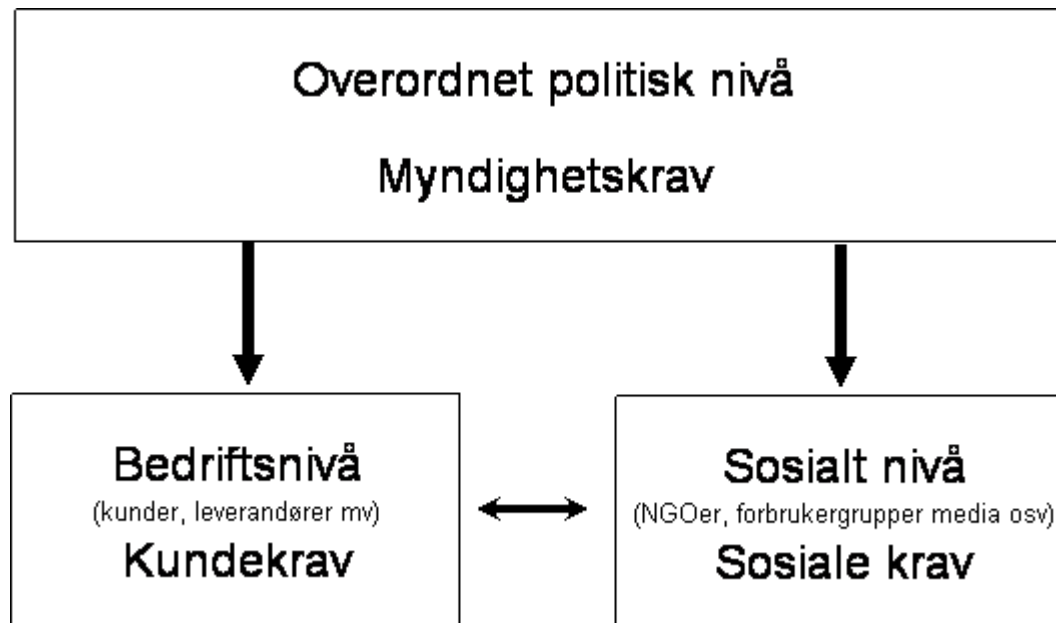 Overordnet politisk nivå
Myndighetskrav
Bedriftsnivå
(kunder, leverandører mv)
Kundekrav
Sosialt nivå
(NGOer, forbrukergrupper media osv)
Sosiale krav